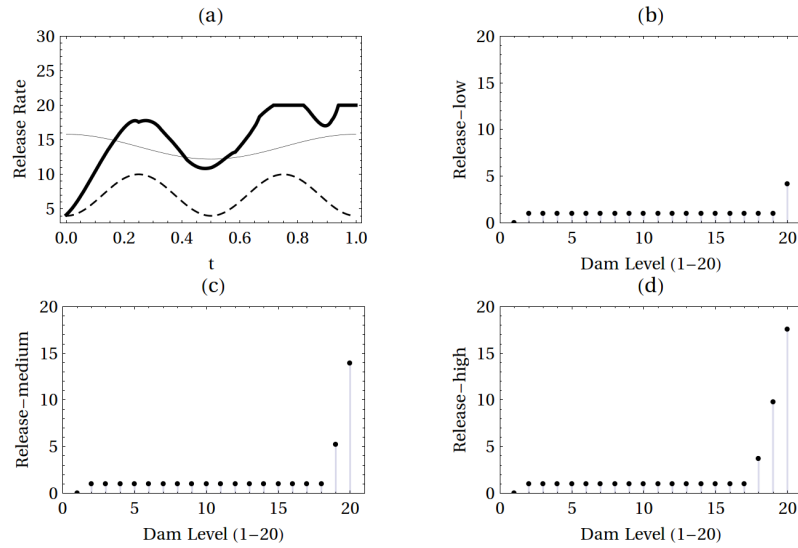 (a)
Release Rate
30
25
20
15
10
5
0.0 0.2 0.4 0.6 0.8 1.0
t
(b)
Release−low
20
15
10
5
0
0 5 10 15 20
Dam Level (1−20)
(c)
Release−medium
20
15
10
5
0
0 5 10 15 20
Dam Level (1−20)
(d)
Release−high
20
15
10
5
0
0 5 10 15 20
Dam Level (1−20)